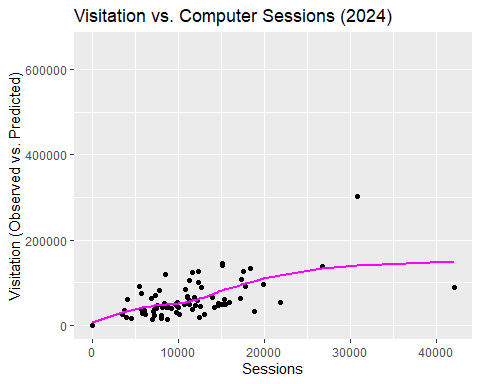 Visitation vs. Computer Sessions (2024)
Visitation (Observed vs. Predicted)
600000
400000
200000
0
0 10000 20000 30000 40000
Sessions